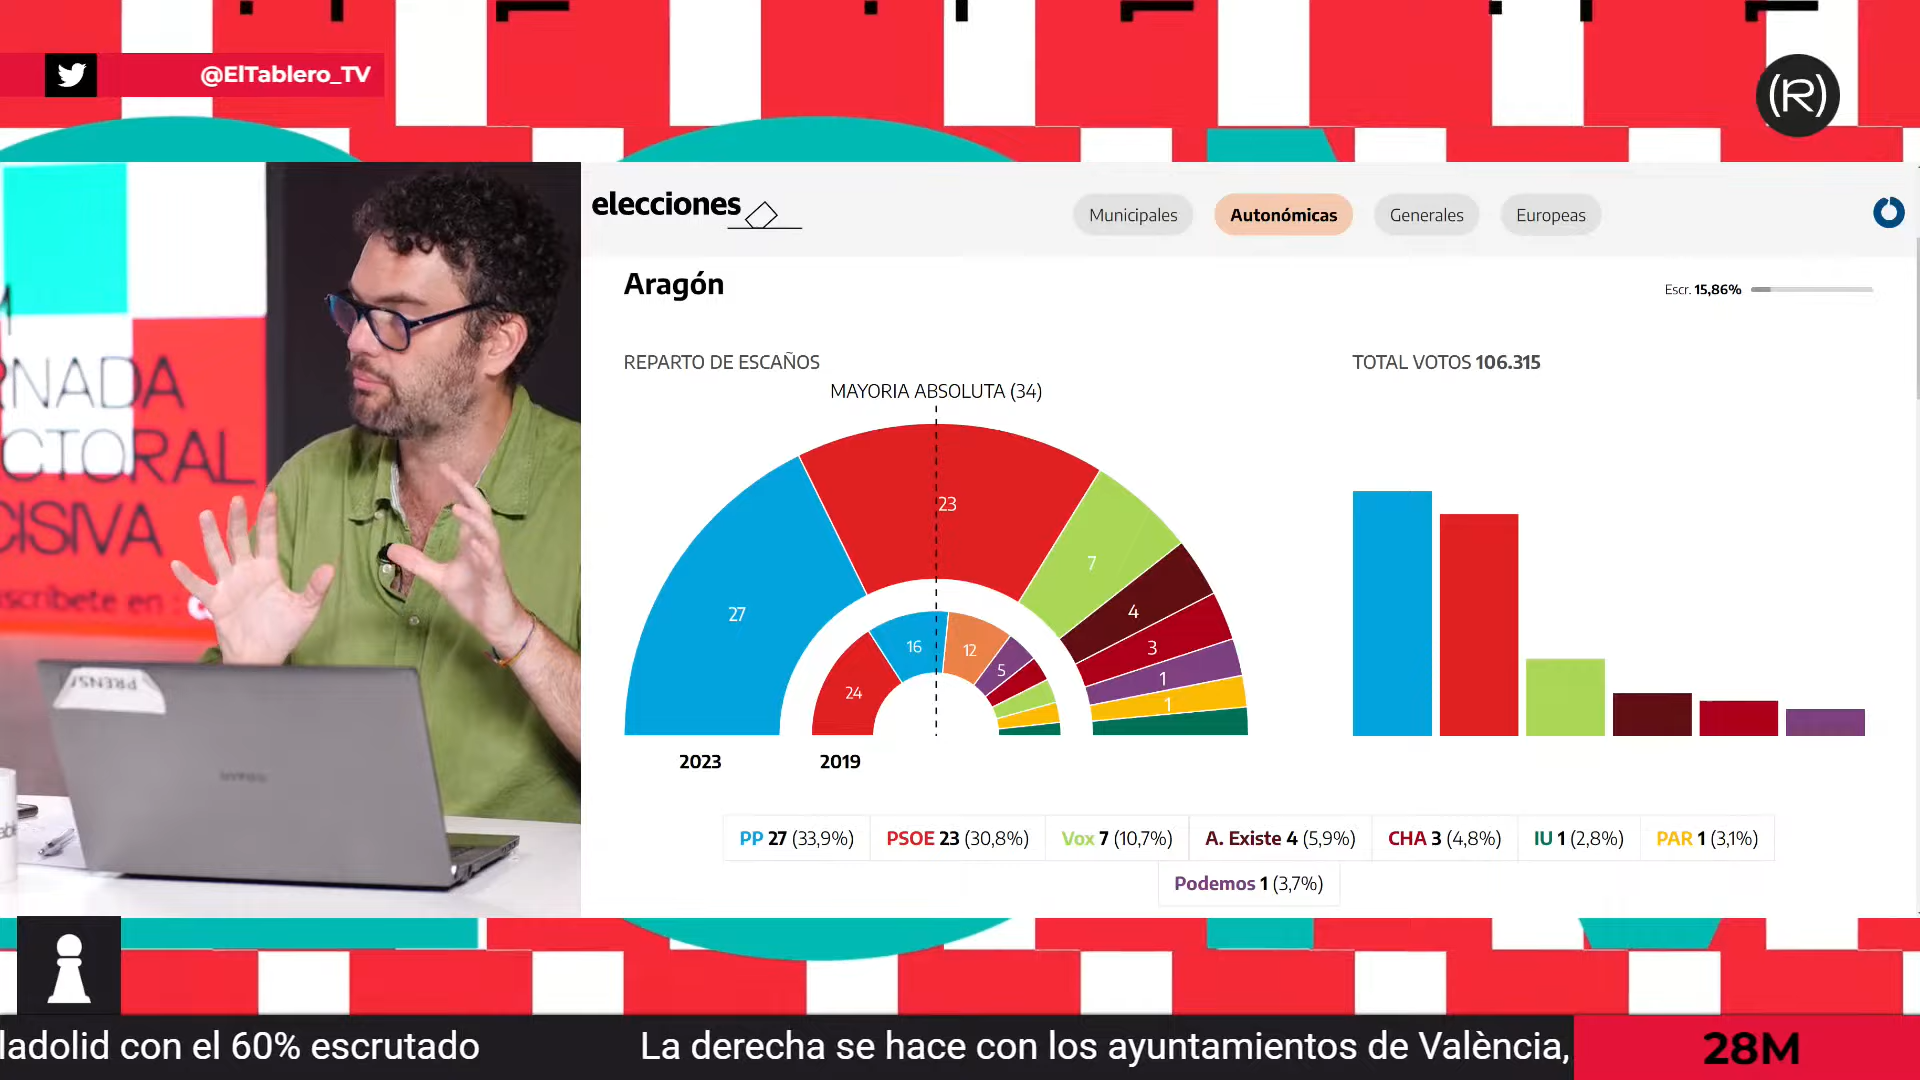 @ElTablero_TV
(R)
elecciones
Municipales
Autonómicas
Generales
Europeas
Aragón
Escr. 15,86%
REPARTO DE ESCAÑOS
TOTAL VOTOS 106.315
MAYORIA ABSOLUTA (34)
23
7
27
4
3
1
1
16
12
5
24
2023
2019
PP 27 (33,9%)
PSOE 23 (30,8%)
Vox 7 (10,7%)
A. Existe 4 (5,9%)
CHA 3 (4,8%)
IU 1 (2,8%)
PAR 1 (3,1%)
Podemos 1 (3,7%)
RNADA
CTORAL
CISIVA
scríbete en :
PRENSA
ladolid con el 60% escrutado
La derecha se hace con los ayuntamientos de València,
28M